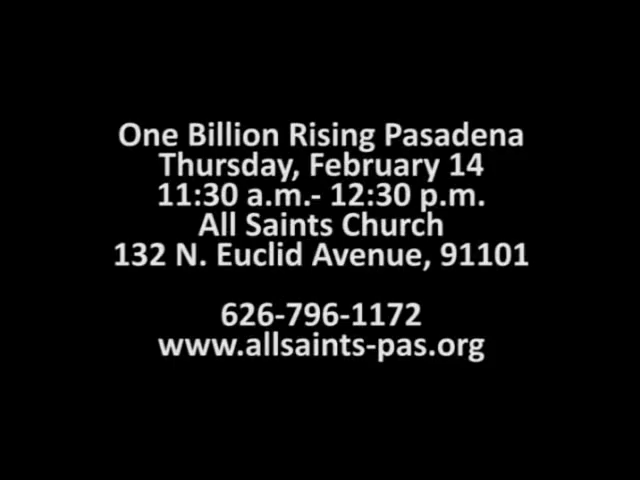 One Billion Rising Pasadena
Thursday, February 14
11:30 a.m.- 12:30 p.m.
All Saints Church
132 N. Euclid Avenue, 91101
626-796-1172
www.allsaints-pas.org